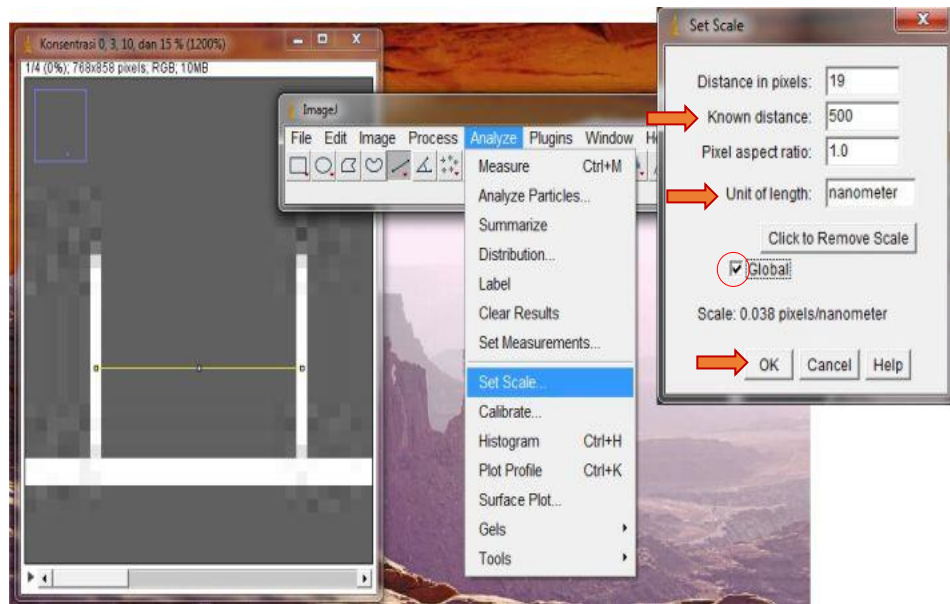 Konsentrasi 0, 3, 10, dan 15 % (1200%)
1/4 (0%); 768x858 pixels; RGB; 10MB
ImageJ
File Edit Image Process Analyze Plugins Window
Measure Ctrl+M
Analyze Particles...
Summarize
Distribution...
Label
Clear Results
Set Measurements...
Set Scale...
Calibrate...
Histogram Ctrl+H
Plot Profile Ctrl+K
Surface Plot...
Gels
Tools
Set Scale
Distance in pixels: 19
Known distance: 500
Pixel aspect ratio: 1.0
Unit of length: nanometer
Click to Remove Scale
Global
Scale: 0.038 pixels/nanometer
OK Cancel Help